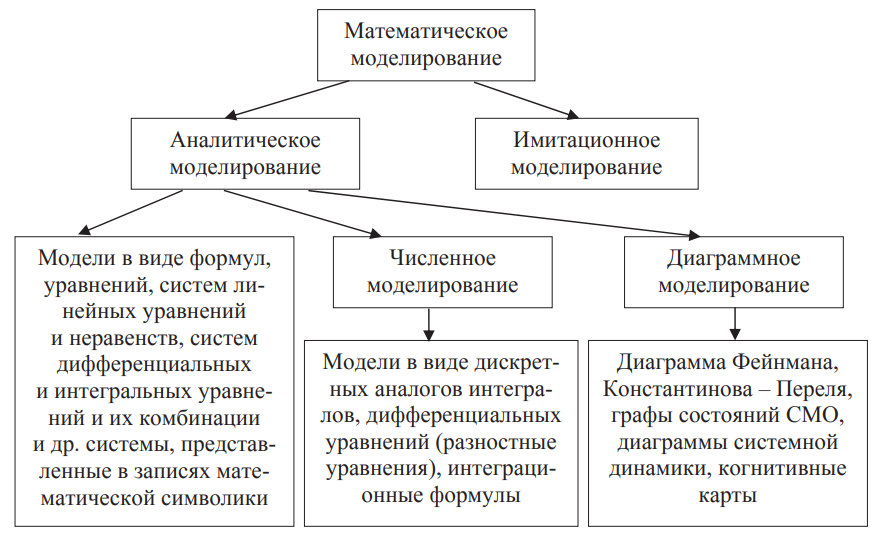 Математическое
моделирование
Аналитическое
моделирование
Имитационное
моделирование
Модели в виде формул,
уравнений, систем ли-
нейных уравнений
и неравенств, систем
дифференциальных
и интегральных уравне-
ний и их комбинации
и др. системы, представ-
ленные в записях мате-
матической символики
Численное
моделирование
Диаграммное
моделирование
Модели в виде дискрет-
ных аналогов интегра-
лов, дифференциальных
уравнений (разностные
уравнения), интеграци-
онные формулы
Диаграмма Фейнмана,
Константинова – Переля,
графы состояний СМО,
диаграммы системной
динамики, когнитивные
карты